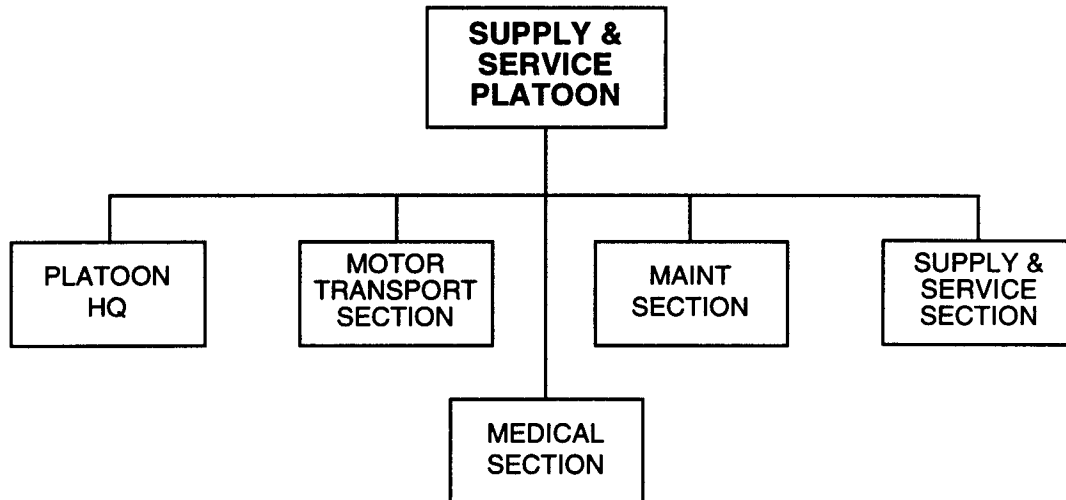 SUPPLY &
SERVICE
PLATOON
PLATOON
HQ
MOTOR
TRANSPORT
SECTION
MAINT
SECTION
SUPPLY &
SERVICE
SECTION
MEDICAL
SECTION